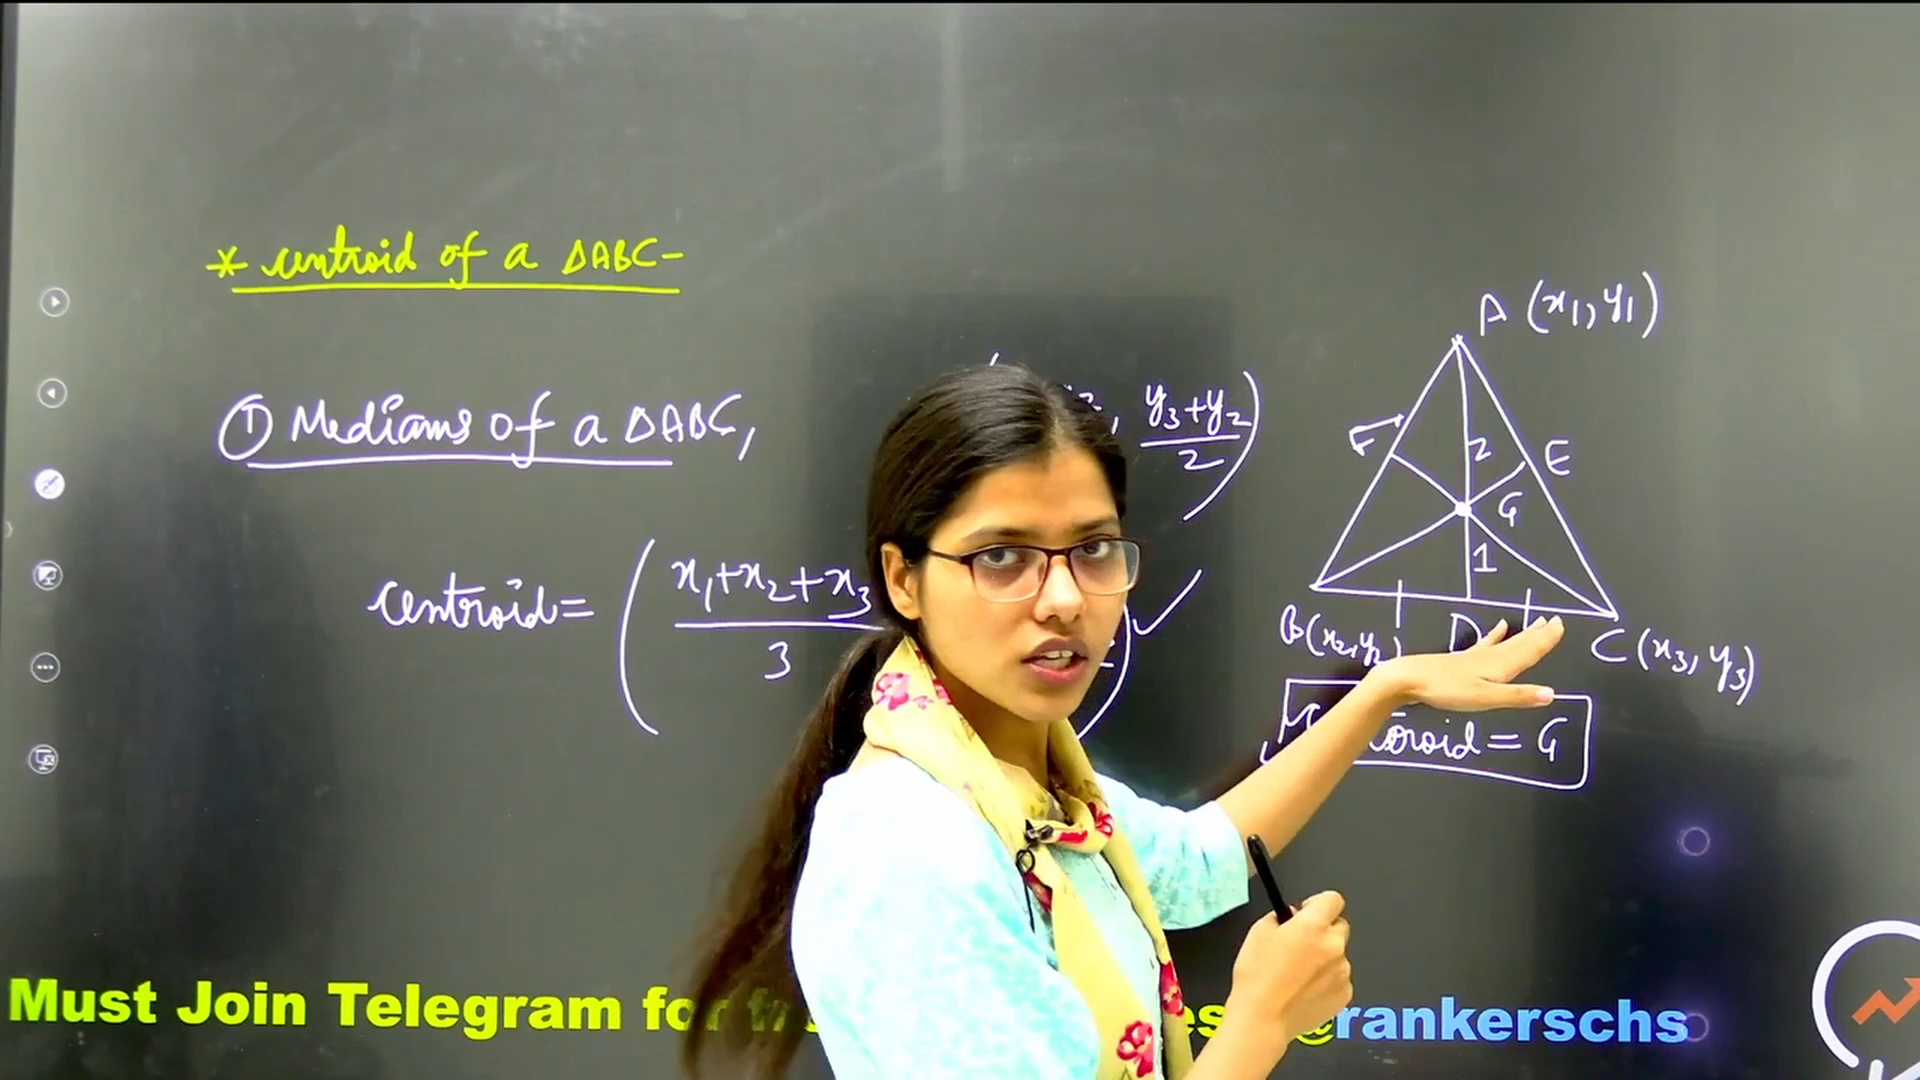 * centroid of a ΔABC-
① Medians of a ΔABC,
, y3+y2
2
centroid = ( x1+x2+x3
3
A (x1, y1)
F
2
E
G
1
B(x2, y2)
D
C (x3, y3)
= G
Must Join Telegram for
@rankerschs